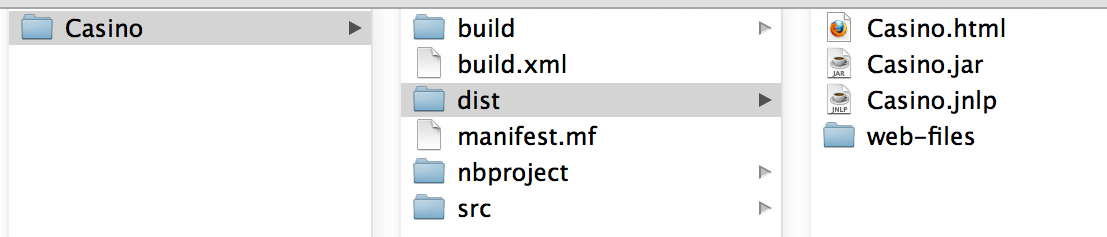 Casino
build
build.xml
dist
manifest.mf
nbproject
src
Casino.html
JAR
Casino.jar
JNLP
Casino.jnlp
web-files